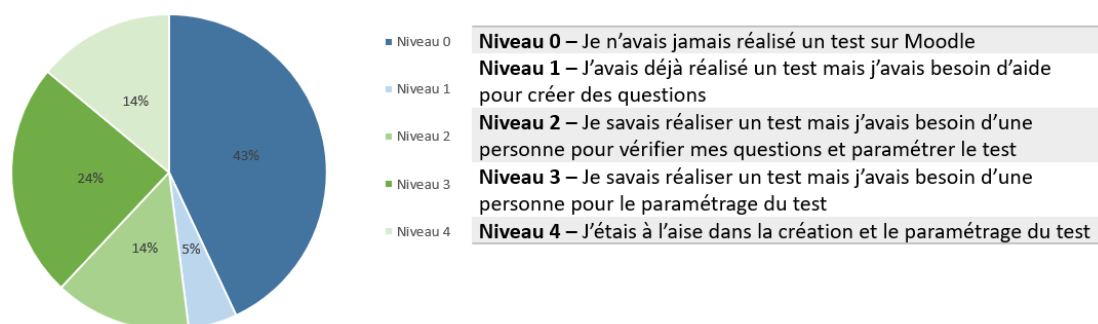 43%
5%
14%
24%
14%
Niveau 0
Niveau 1
Niveau 2
Niveau 3
Niveau 4
Niveau 0 – Je n'avais jamais réalisé un test sur Moodle
Niveau 1 – J'avais déjà réalisé un test mais j'avais besoin d'aide
pour créer des questions
Niveau 2 – Je savais réaliser un test mais j'avais besoin d'une
personne pour vérifier mes questions et paramétrer le test
Niveau 3 – Je savais réaliser un test mais j'avais besoin d'une
personne pour le paramétrage du test
Niveau 4 – J'étais à l'aise dans la création et le paramétrage du test